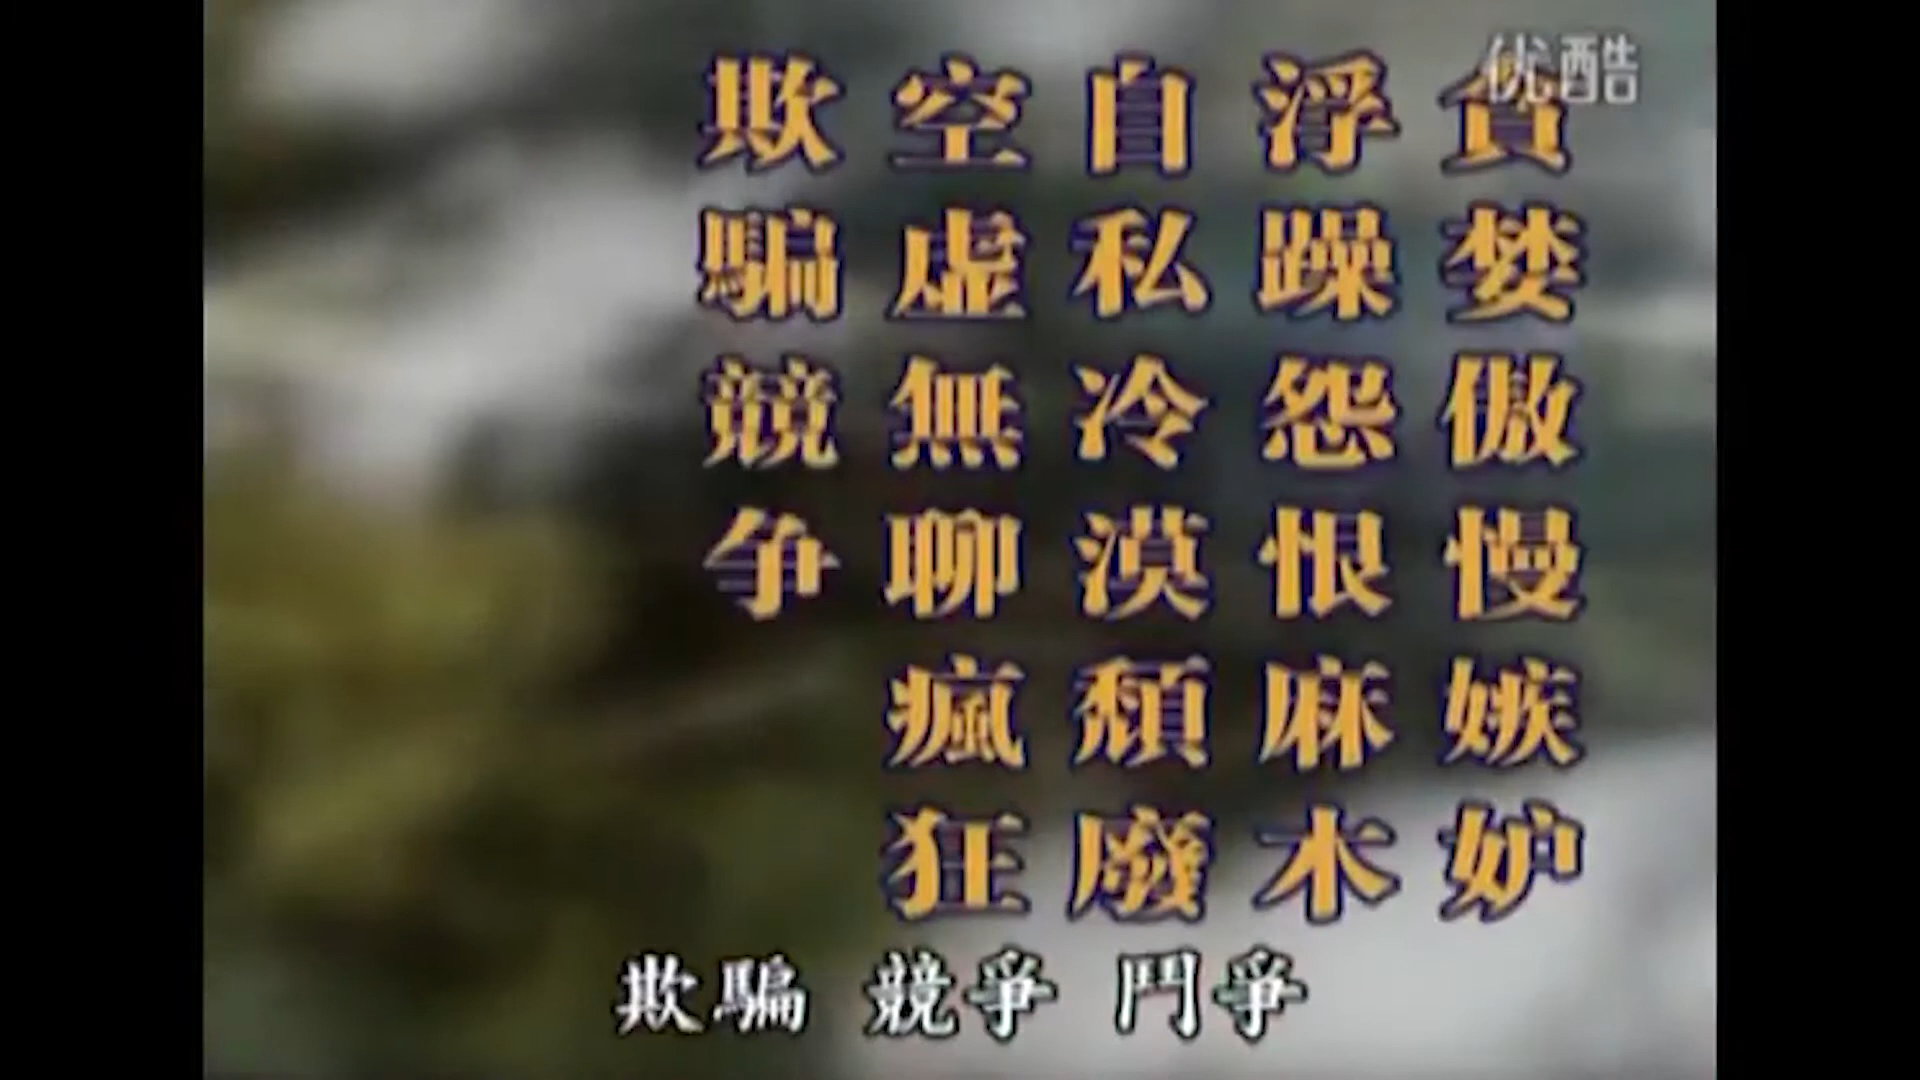 优酷
貪婪傲慢嫉妒
浮躁怨恨麻木
自私冷漠頹廢
空虛無聊瘋狂
欺騙競争
欺騙 競爭 鬥爭